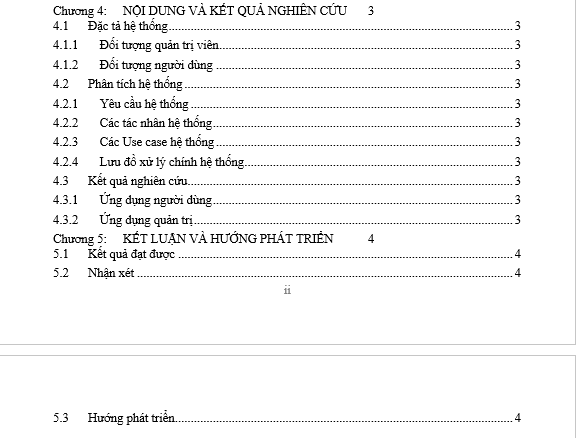 Chương 4: NỘI DUNG VÀ KẾT QUẢ NGHIÊN CỨU 3
4.1 Đặc tả hệ thống 3
4.1.1 Đối tượng quản trị viên 3
4.1.2 Đối tượng người dùng 3
4.2 Phân tích hệ thống 3
4.2.1 Yêu cầu hệ thống 3
4.2.2 Các tác nhân hệ thống 3
4.2.3 Các Use case hệ thống 3
4.2.4 Lưu đồ xử lý chính hệ thống 3
4.3 Kết quả nghiên cứu 3
4.3.1 Ứng dụng người dùng 3
4.3.2 Ứng dụng quản trị 3
Chương 5: KẾT LUẬN VÀ HƯỚNG PHÁT TRIỂN 4
5.1 Kết quả đạt được 4
5.2 Nhận xét 4
ii
5.3 Hướng phát triển 4